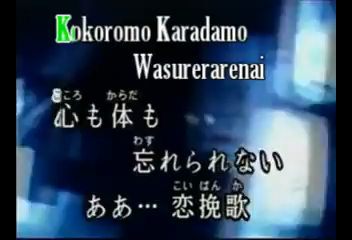 Kokoromo Karadamo
Wasurerarenai
こころ からだ
心も体も
わす
忘れられない
こい ばん か
ああ… 恋挽歌